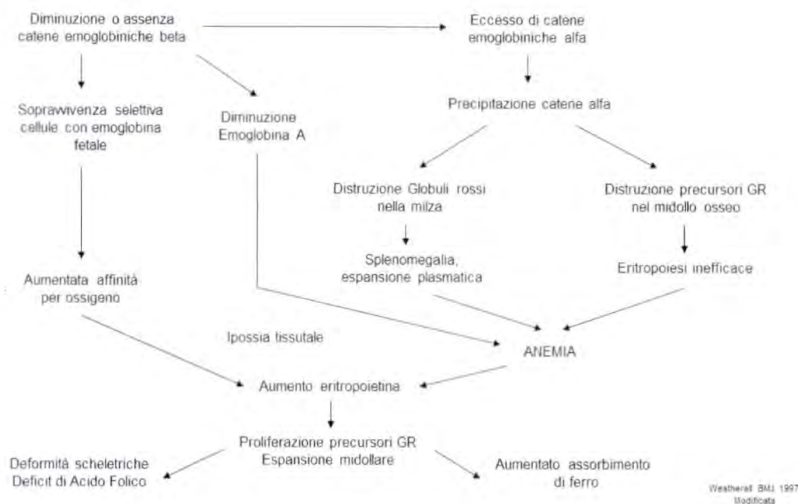 Diminuzione o assenza
catene emoglobiniche beta
Eccesso di catene
emoglobiniche alfa
Sopravvivenza selettiva
cellule con emoglobina
fetale
Diminuzione
Emoglobina A
Precipitazione catene alfa
Distruzione Globuli rossi
nella milza
Distruzione precursori GR
nel midollo osseo
Splenomegalia,
espansione plasmatica
Eritropoiesi inefficace
Aumentata affinità
per ossigeno
Ipossia tissutale
ANEMIA
Aumento eritropoietina
Proliferazione precursori GR
Espansione midollare
Deformità scheletriche
Deficit di Acido Folico
Aumentato assorbimento
di ferro
Weatherall BMJ 1997
Modificata